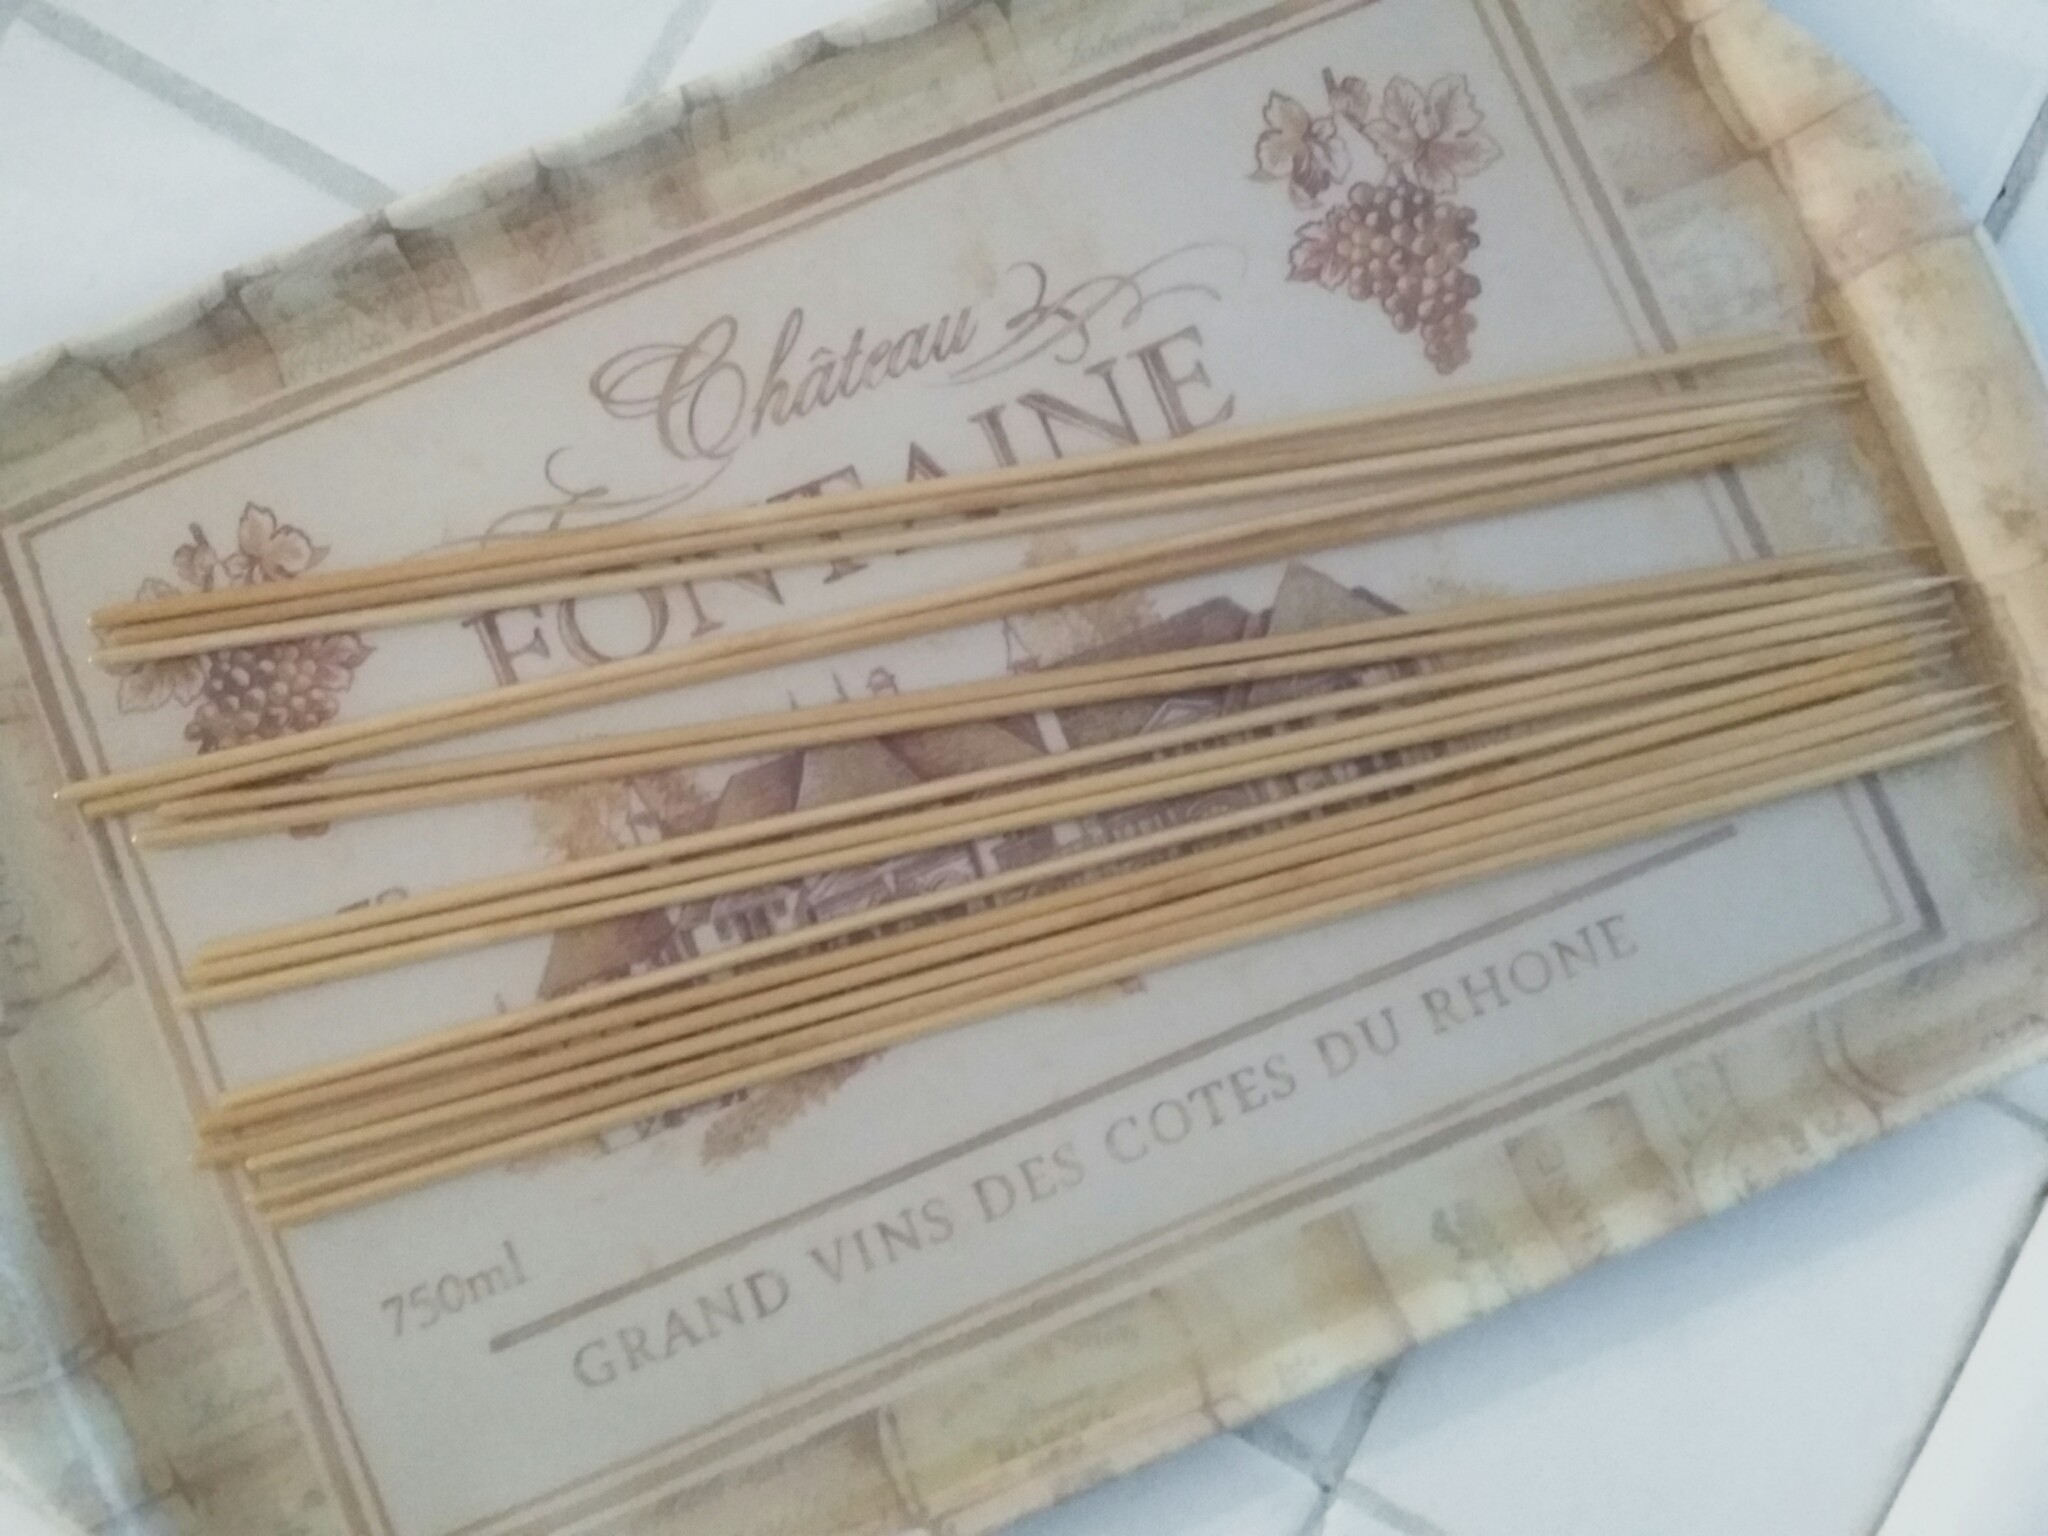 Château
FONTAINE
750ml
GRAND VINS DES COTES DU RHONE